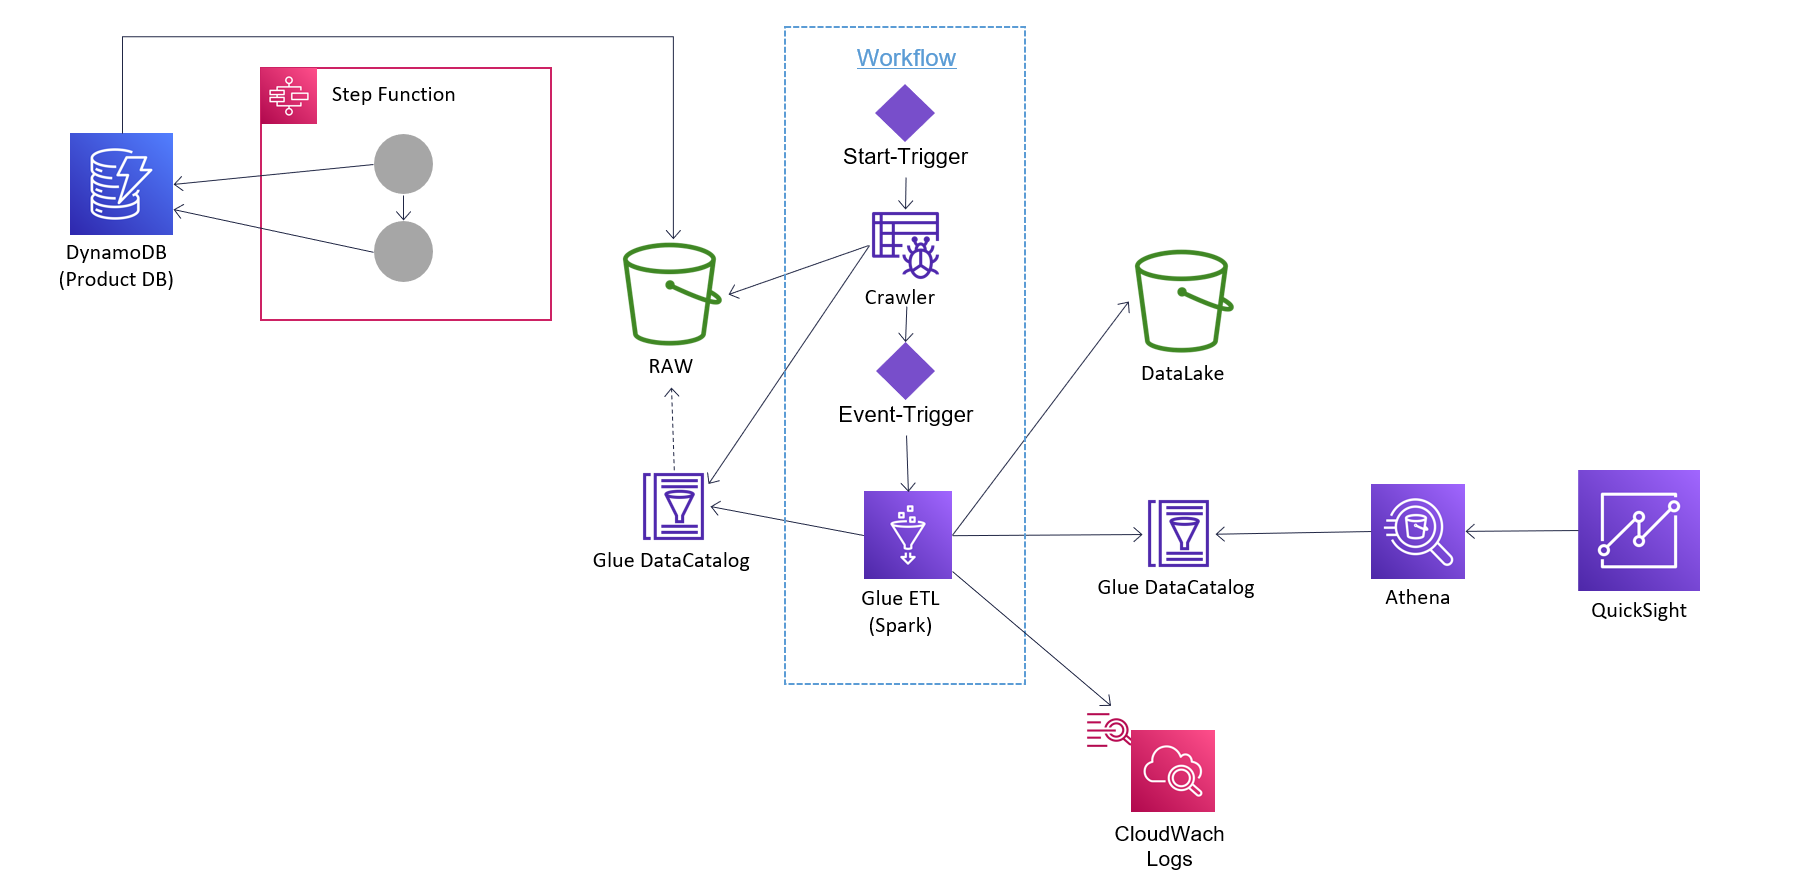 Workflow
Step Function
Start-Trigger
DynamoDB
(Product DB)
Crawler
RAW
DataLake
Event-Trigger
Glue DataCatalog
Glue ETL
(Spark)
Glue DataCatalog
Athena
QuickSight
CloudWach
Logs